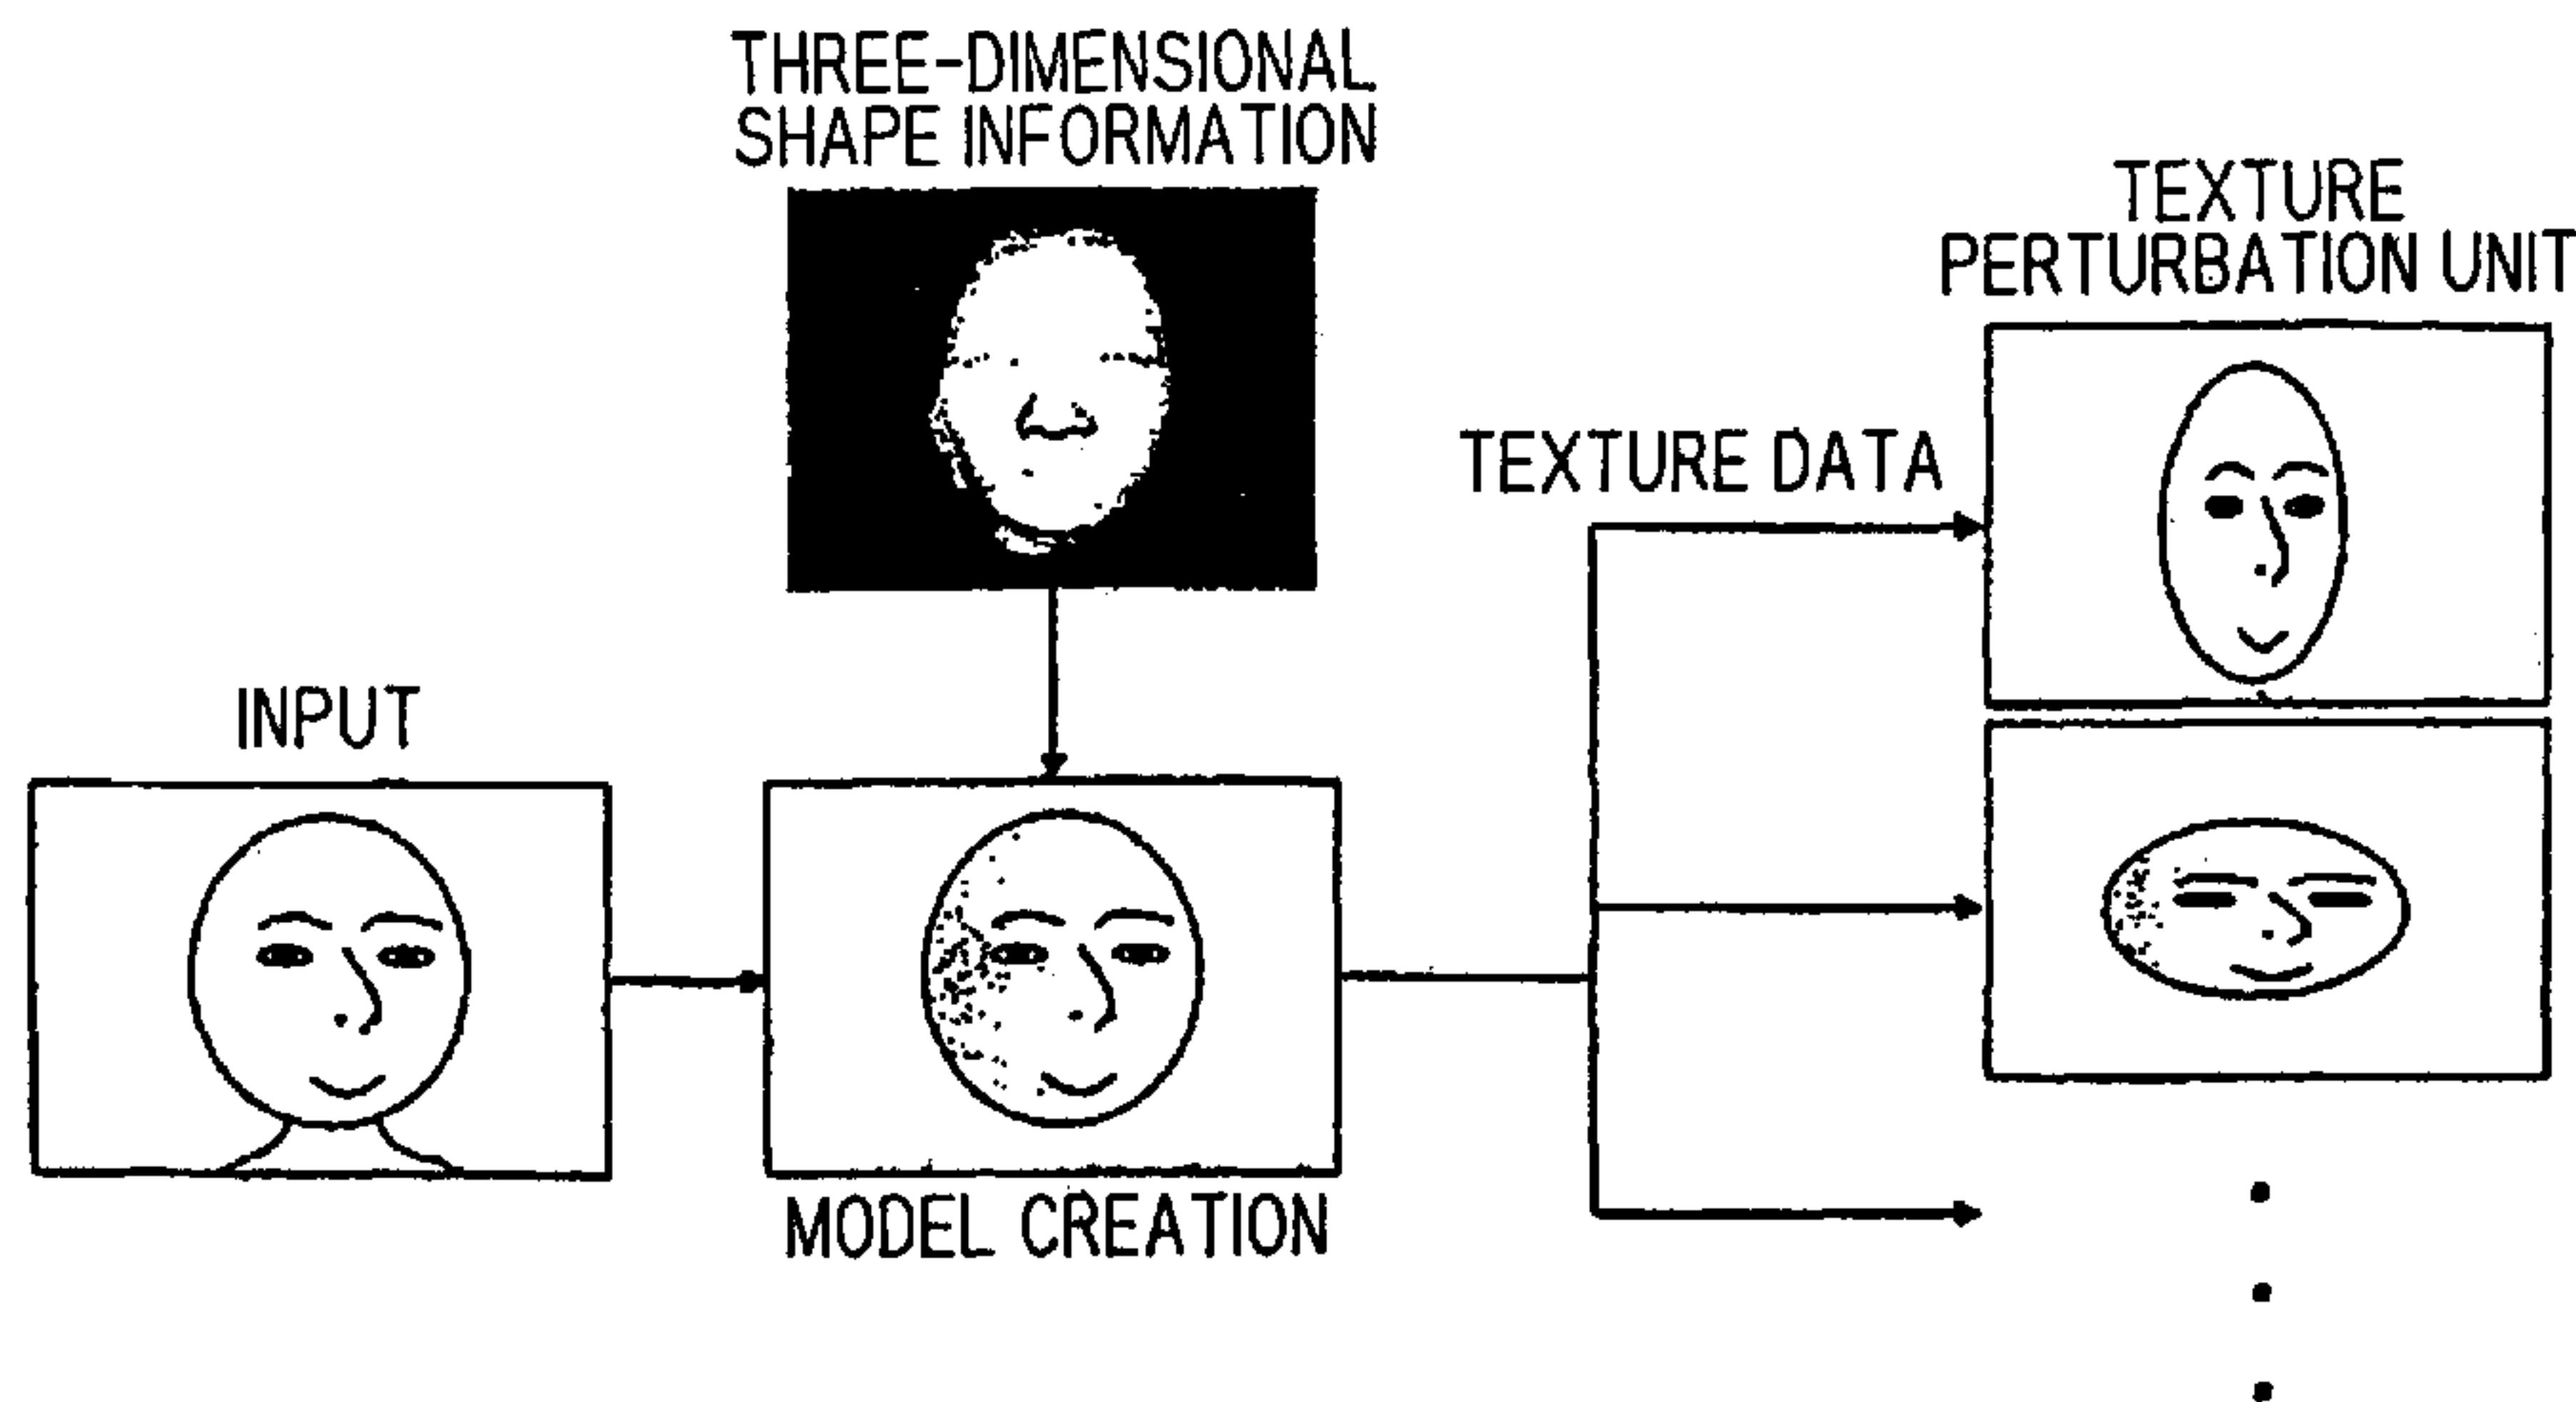 THREE-DIMENSIONAL
SHAPE INFORMATION
TEXTURE
PERTURBATION UNIT
TEXTURE DATA
INPUT
MODEL CREATION